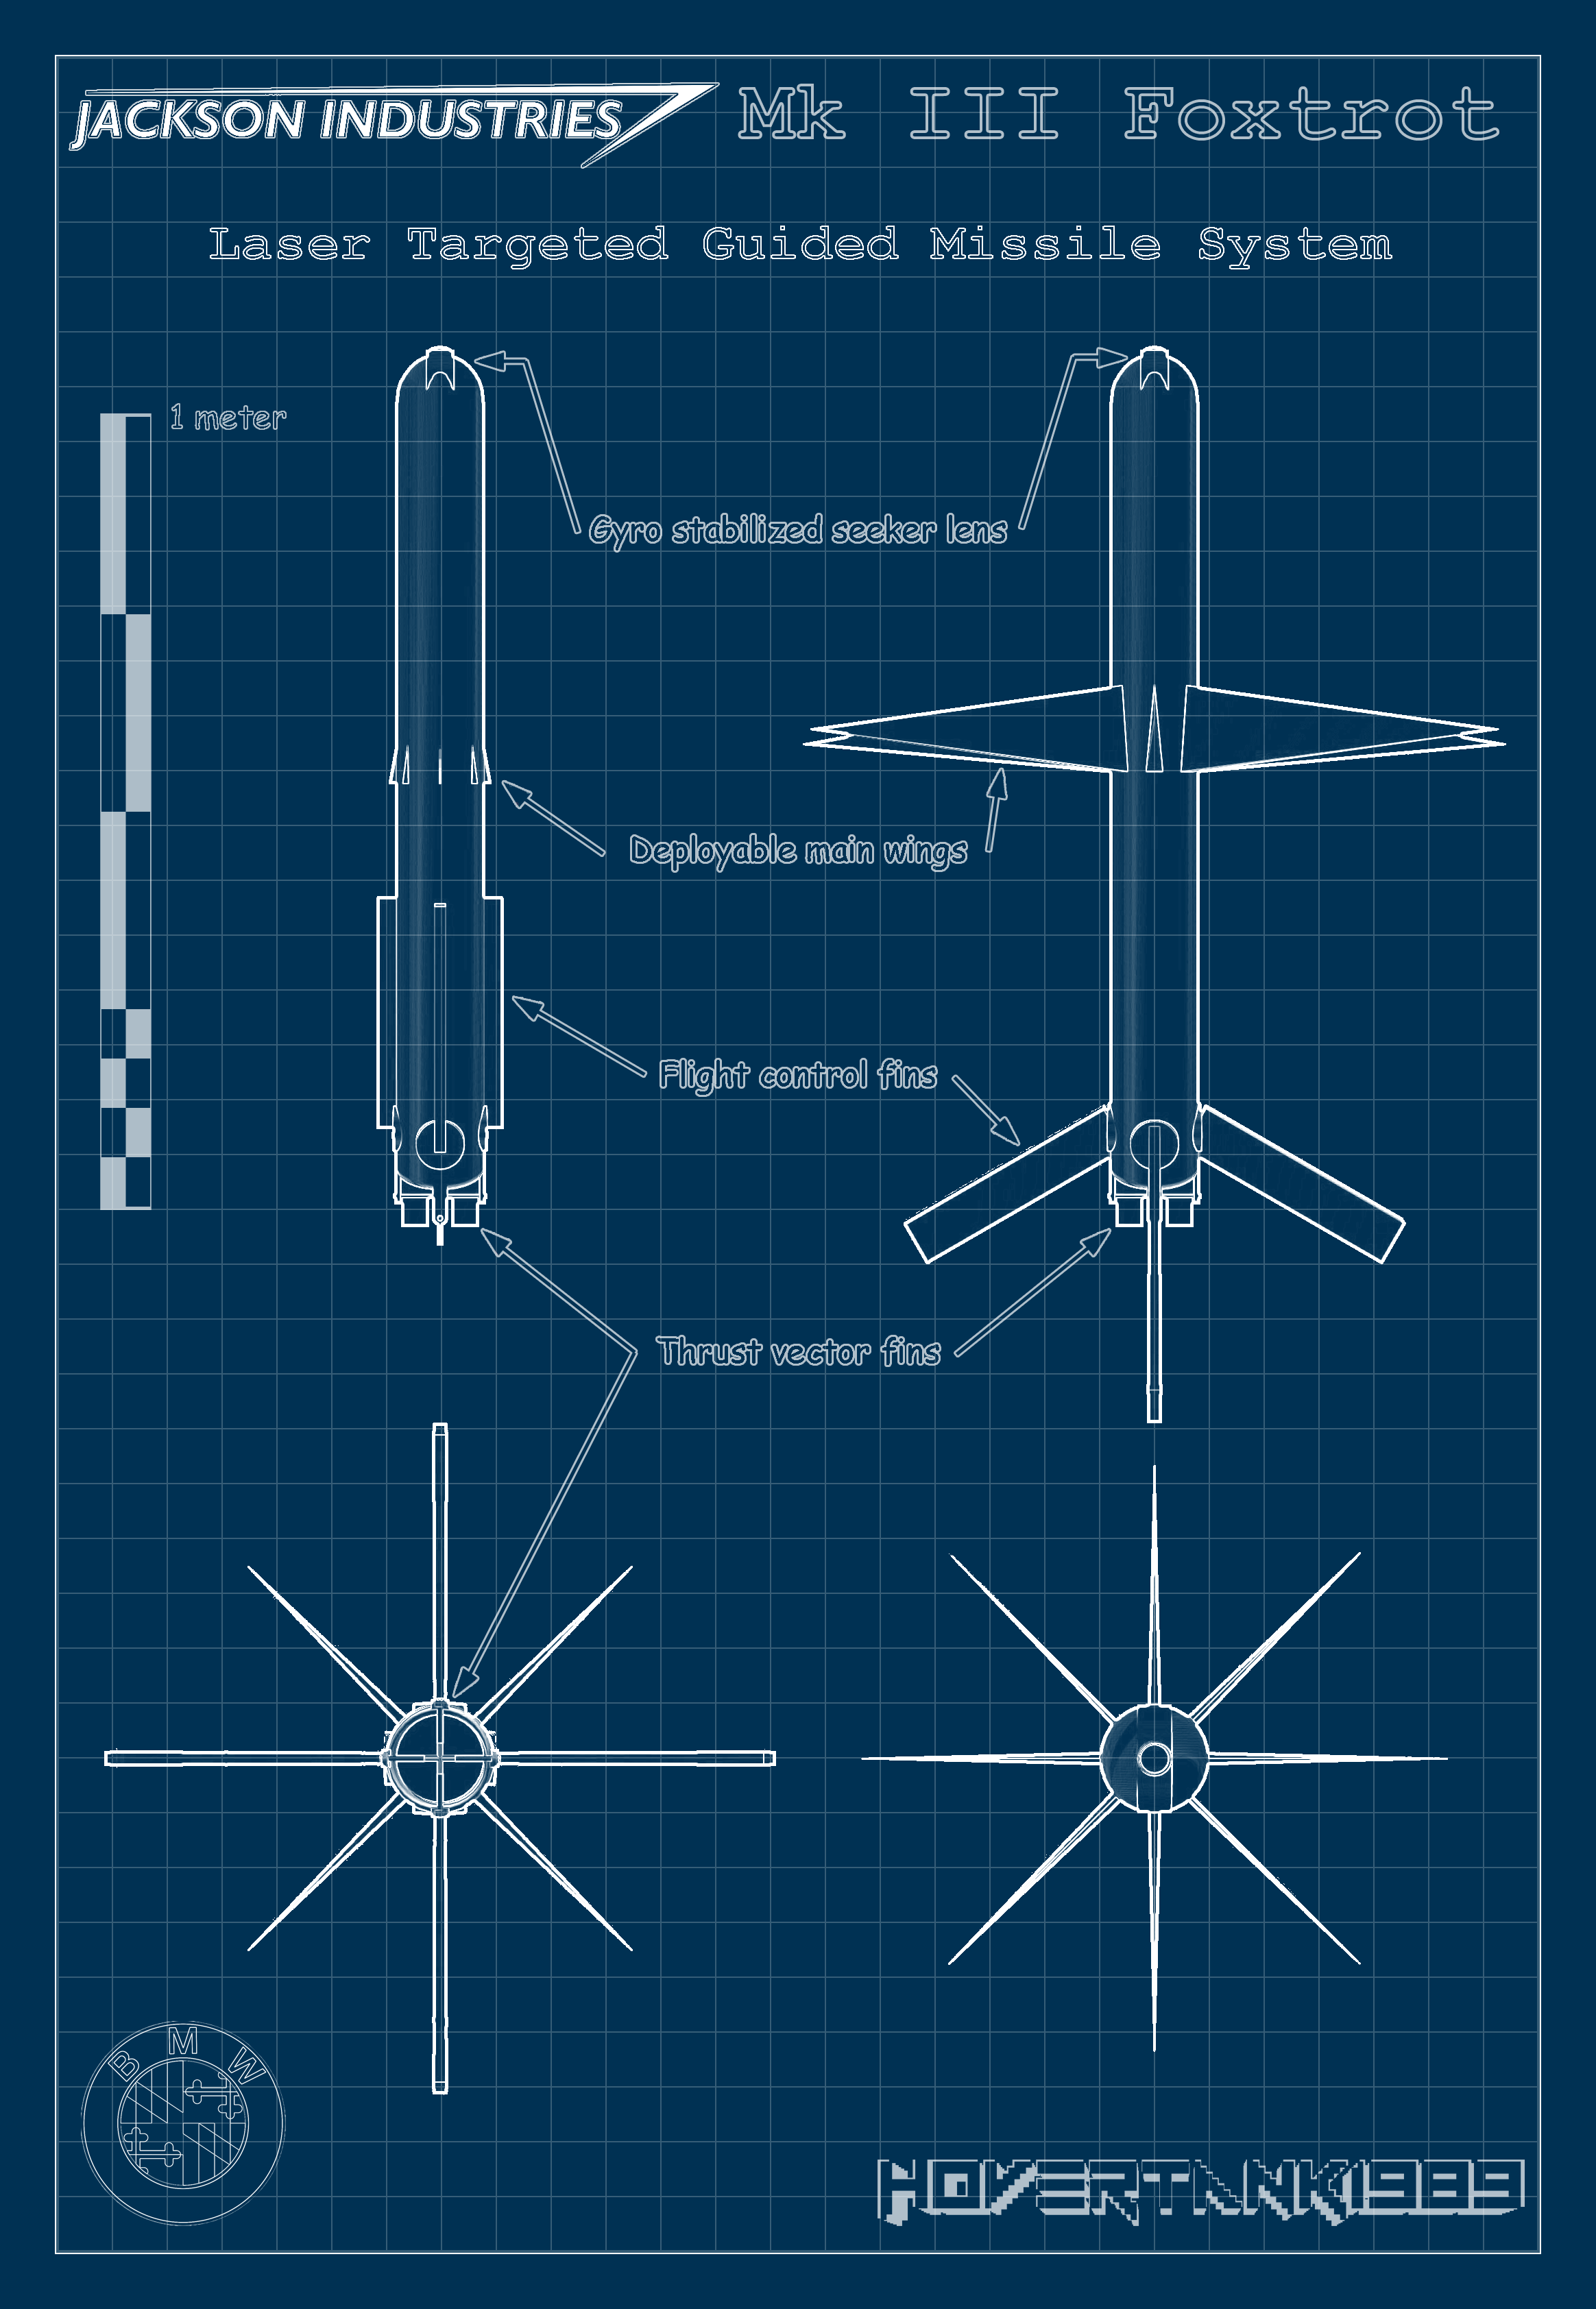 JACKSON INDUSTRIES
Mk III Foxtrot
Laser Targeted Guided Missile System
1 meter
Gyro stabilized seeker lens
Deployable main wings
Flight control fins
Thrust vector fins
BMW
HOVERTANK1989